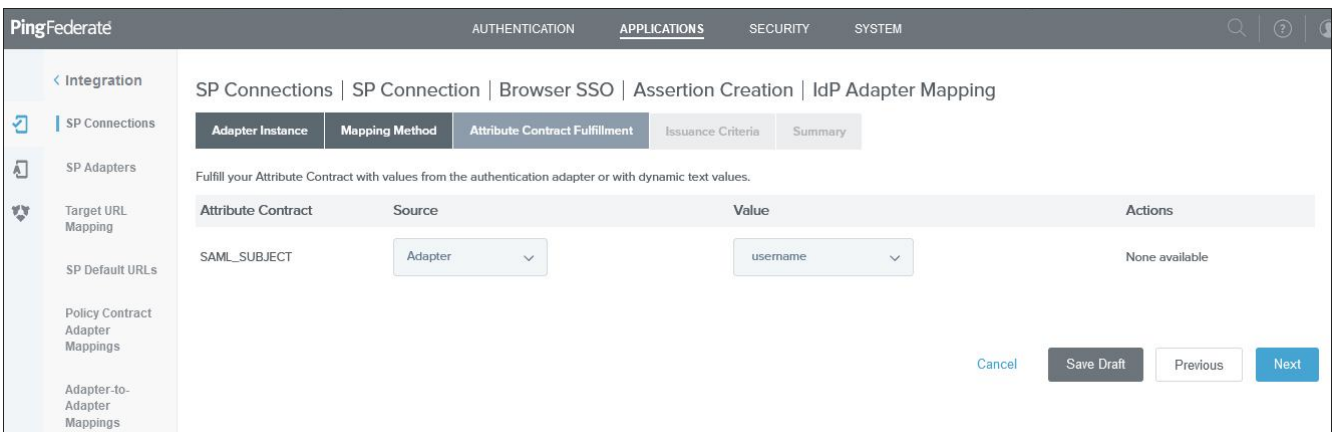 PingFederate
AUTHENTICATION APPLICATIONS SECURITY SYSTEM
< Integration
SP Connections
SP Adapters
Target URL
Mapping
SP Default URLs
Policy Contract
Adapter
Mappings
Adapter-to-
Adapter
Mappings
SP Connections | SP Connection | Browser SSO | Assertion Creation | IdP Adapter Mapping
Adapter Instance Mapping Method Attribute Contract Fulfillment Issuance Criteria Summary
Fulfill your Attribute Contract with values from the authentication adapter or with dynamic text values.
Attribute Contract Source Value Actions
SAML_SUBJECT Adapter username None available
Cancel Save Draft Previous Next